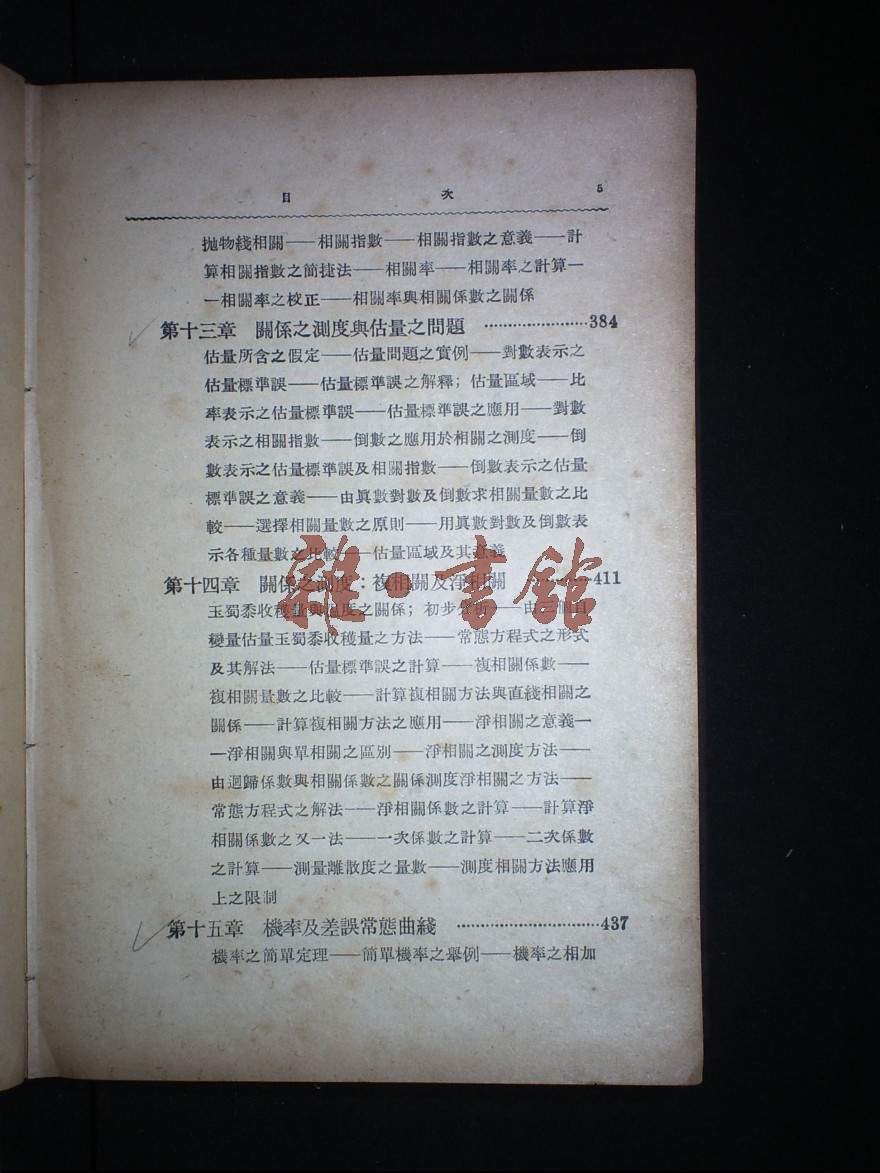 目 次 5
拋物綫相關——相關指數——相關指數之意義——計
算相關指數之簡捷法——相關率——相關率之計算—
—相關率之校正——相關率與相關係數之關係
第十三章 關係之測度與估量之問題 ························384
估量所含之假定——估量問題之實例——對數表示之
估量標準誤——估量標準誤之解釋；估量區域——比
率表示之估量標準誤——估量標準誤之應用——對數
表示之相關指數——倒數之應用於相關之測度——倒
數表示之估量標準誤及相關指數——倒數表示之估量
標準誤之意義——由眞數對數及倒數求相關量數之比
較——選擇相關量數之原則——用眞數對數及倒數表
示各種量數之比較——估量區域及其意義
第十四章 關係之測度：複相關及淨相關 ···············411
玉蜀黍收穫量與溫度之關係；初步分析——由三個自
變量估量玉蜀黍收穫量之方法——常態方程式之形式
及其解法——估量標準誤之計算——複相關係數——
複相關量數之比較——計算複相關方法與直綫相關之
關係——計算複相關方法之應用——淨相關之意義—
—淨相關與單相關之區別——淨相關之測度方法——
由迴歸係數與相關係數之關係測度淨相關之方法——
常態方程式之解法——淨相關係數之計算——計算淨
相關係數之又一法——一次係數之計算——二次係數
之計算——測量離散度之量數——測度相關方法應用
上之限制
第十五章 機率及差誤常態曲綫 ································437
機率之簡單定理——簡單機率之舉例——機率之相加
雜·書館